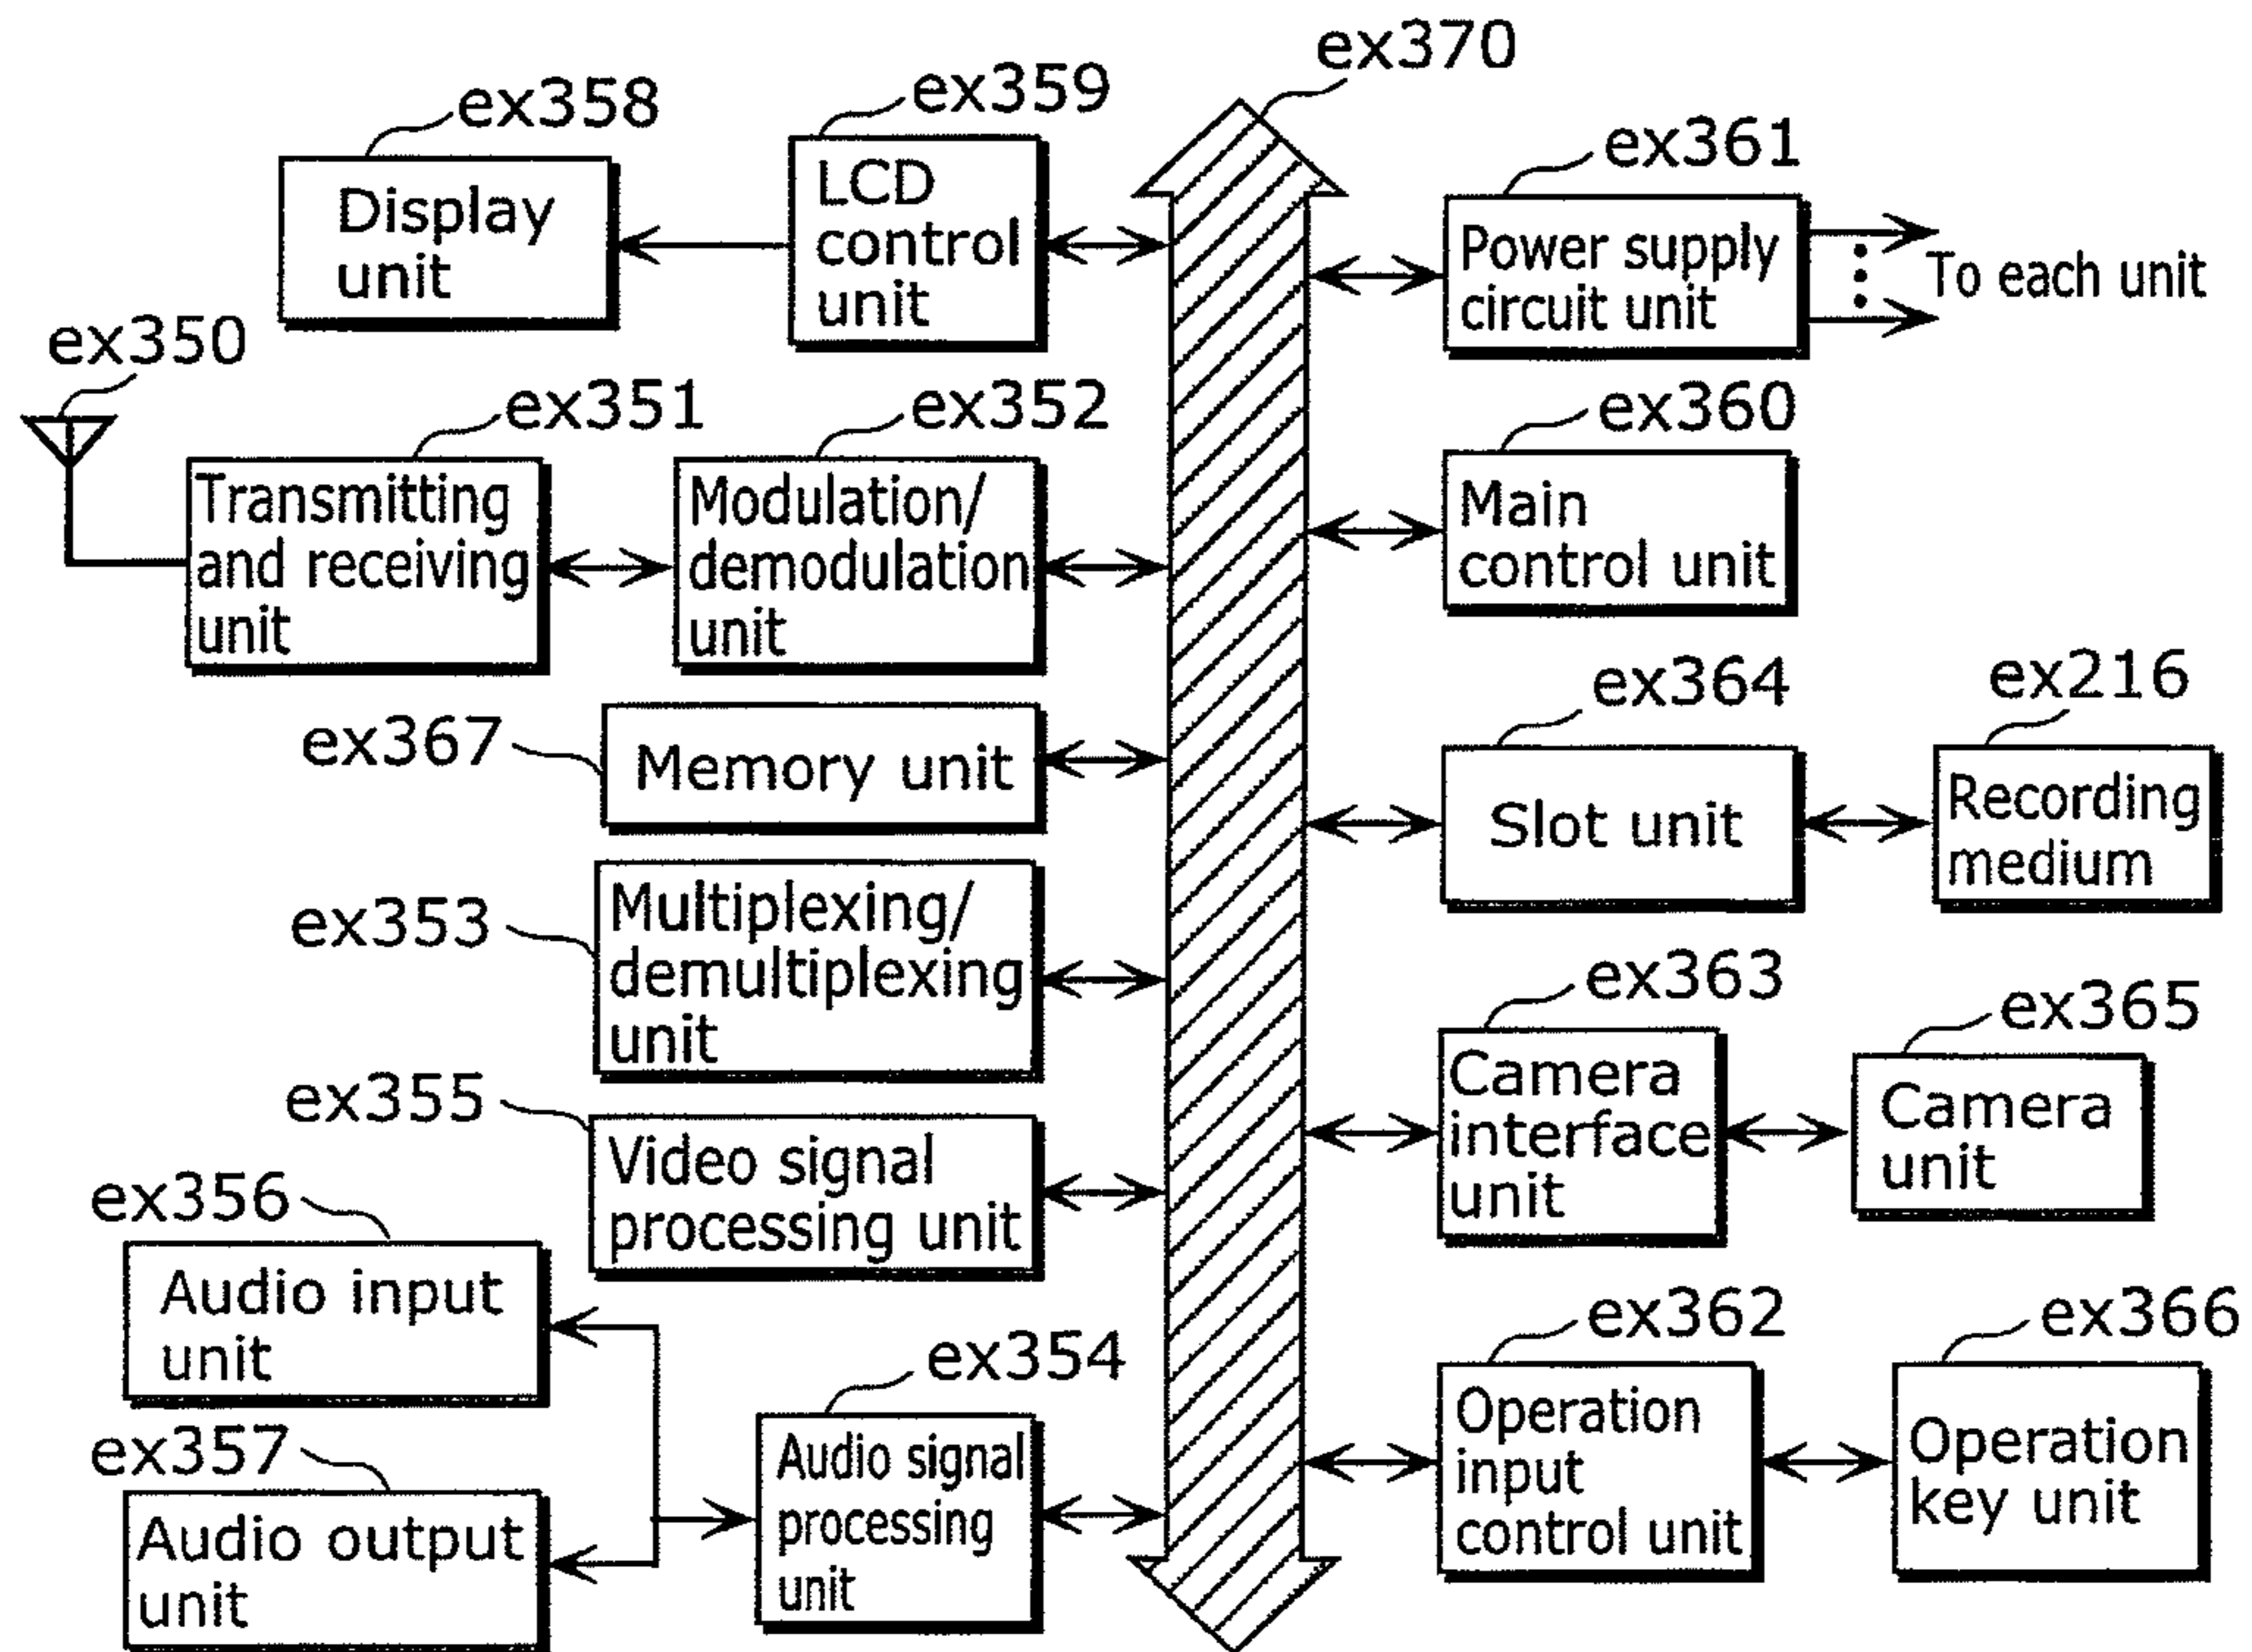 ex370
ex358
ex359
Display
unit
LCD
control
unit
ex361
Power supply
circuit unit
To each unit
ex350
ex351
ex352
Transmitting
and receiving
unit
Modulation/
demodulation
unit
ex360
Main
control unit
ex367
Memory unit
ex364
ex216
Slot unit
Recording
medium
ex353
Multiplexing/
demultiplexing
unit
ex363
ex365
Camera
interface
unit
Camera
unit
ex355
Video signal
processing unit
ex356
Audio input
unit
ex357
Audio output
unit
ex354
Audio signal
processing
unit
ex362
ex366
Operation
input
control unit
Operation
key unit